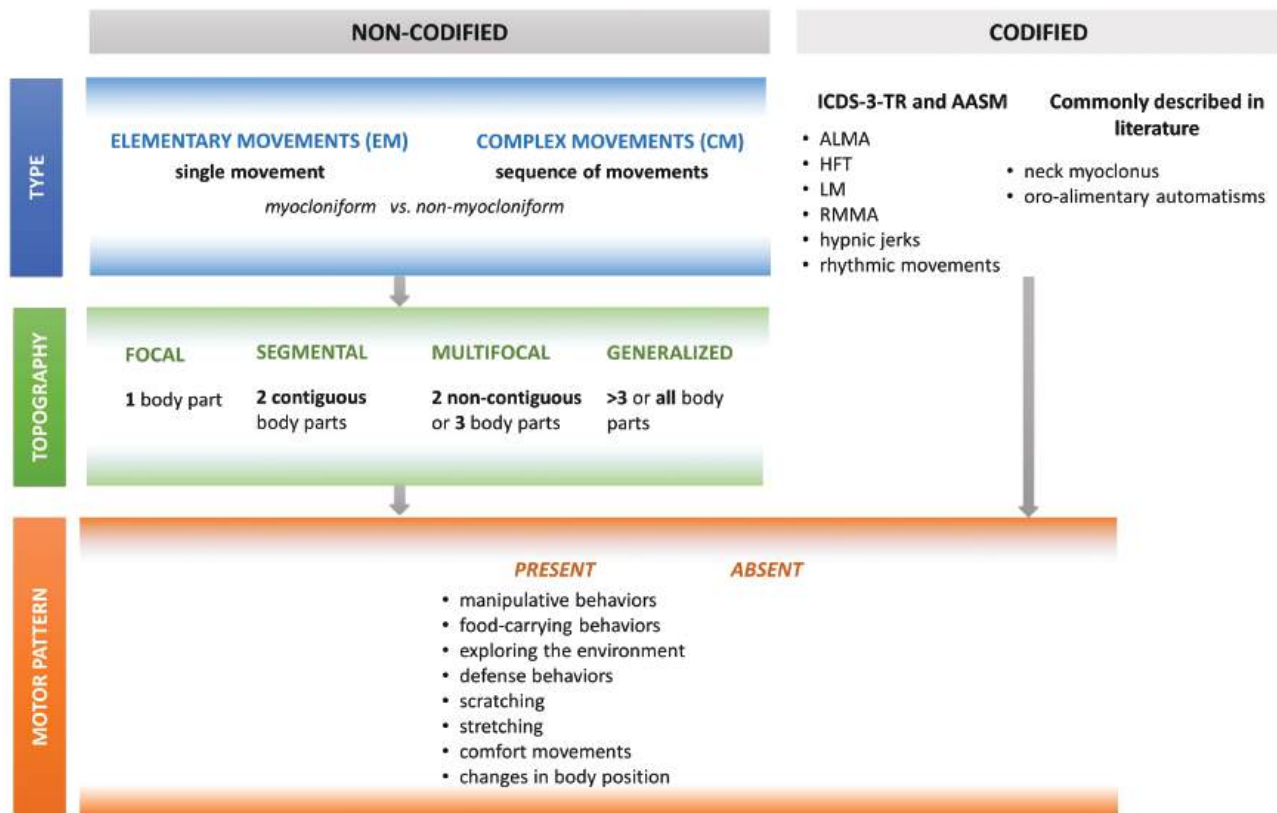 NON-CODIFIED
CODIFIED
TYPE
ELEMENTARY MOVEMENTS (EM)
single movement
COMPLEX MOVEMENTS (CM)
sequence of movements
myocloniform vs. non-myocloniform
ICDS-3-TR and AASM
• ALMA
• HFT
• LM
• RMMA
• hypnic jerks
• rhythmic movements
Commonly described in
literature
• neck myoclonus
• oro-alimentary automatisms
TOPOGRAPHY
FOCAL
1 body part
SEGMENTAL
2 contiguous
body parts
MULTIFOCAL
2 non-contiguous
or 3 body parts
GENERALIZED
>3 or all body
parts
MOTOR PATTERN
PRESENT
• manipulative behaviors
• food-carrying behaviors
• exploring the environment
• defense behaviors
• scratching
• stretching
• comfort movements
• changes in body position
ABSENT